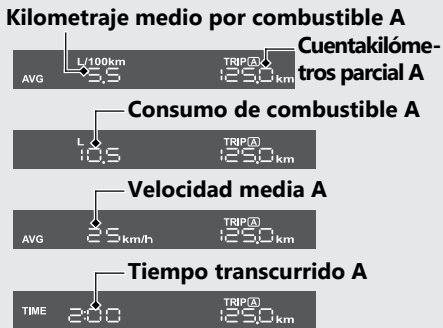 Kilometraje medio por combustible A
L/100km
TRIP A
Cuentakilóme-
tros parcial A
AVG 5.5 125.0 km
Consumo de combustible A
L
TRIP A
10.5 125.0 km
Velocidad media A
TRIP A
AVG 25 km/h 125.0 km
Tiempo transcurrido A
TRIP A
TIME 2:00 125.0 km